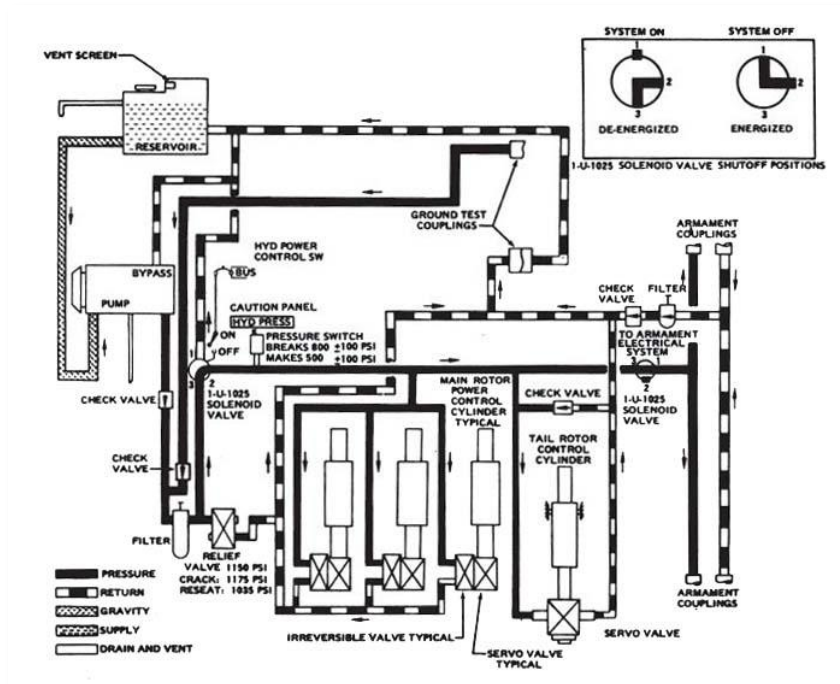 SYSTEM ON
SYSTEM OFF
1
2
3
1
2
3
DE-ENERGIZED
ENERGIZED
1-U-1025 SOLENOID VALVE SHUTOFF POSITIONS
VENT SCREEN
RESERVOIR
GROUND TEST
COUPLINGS
ARMAMENT
COUPLINGS
HYD POWER
CONTROL SW
BUS
BYPASS
PUMP
CAUTION PANEL
HYD PRESS
ON
OFF
PRESSURE SWITCH
BREAKS 800 ±100 PSI
MAKES 500 ±100 PSI
CHECK
VALVE
FILTER
TO ARMAMENT
ELECTRICAL
SYSTEM
1
3
2
3
1
2
1-U-1025
SOLENOID
VALVE
1-U-1025
SOLENOID
VALVE
CHECK VALVE
MAIN ROTOR
POWER
CONTROL
CYLINDER
TYPICAL
CHECK VALVE
TAIL ROTOR
CONTROL
CYLINDER
CHECK
VALVE
FILTER
RELIEF
VALVE 1150 PSI
CRACK: 1175 PSI
RESEAT: 1035 PSI
PRESSURE
RETURN
GRAVITY
SUPPLY
DRAIN AND VENT
IRREVERSIBLE VALVE TYPICAL
SERVO VALVE
TYPICAL
SERVO VALVE
ARMAMENT
COUPLINGS